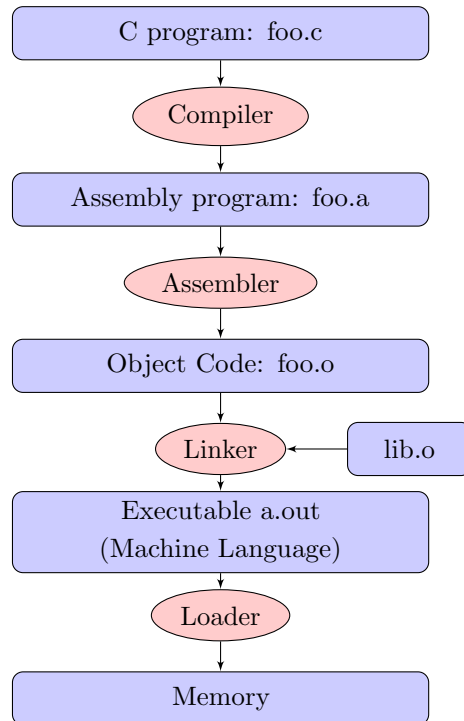 C program: foo.c
Compiler
Assembly program: foo.a
Assembler
Object Code: foo.o
Linker
lib.o
Executable a.out
(Machine Language)
Loader
Memory